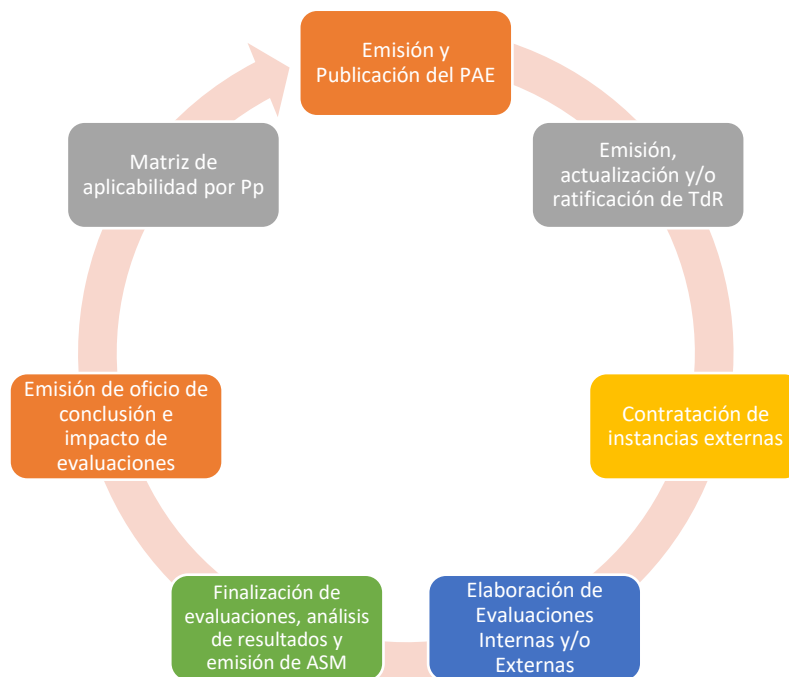 Emisión y
Publicación del PAE
Emisión,
actualización y/o
ratificación de TdR
Contratación de
instancias externas
Elaboración de
Evaluaciones
Internas y/o
Externas
Finalización de
evaluaciones, análisis
de resultados y
emisión de ASM
Emisión de oficio de
conclusión e
impacto de
evaluaciones
Matriz de
aplicabilidad por Pp